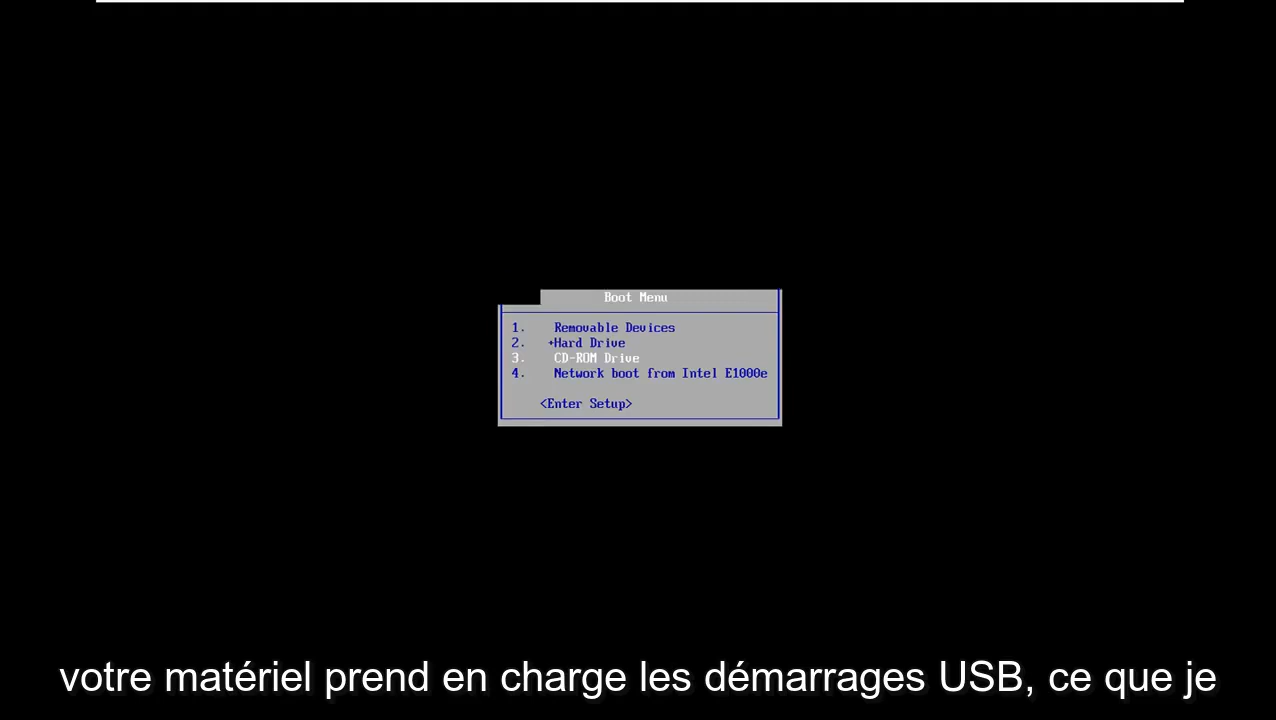 Boot Menu
1. Removable Devices
2. +Hard Drive
3. CD-ROM Drive
4. Network boot from Intel E1000e
<Enter Setup>
votre matériel prend en charge les démarrages USB, ce que je